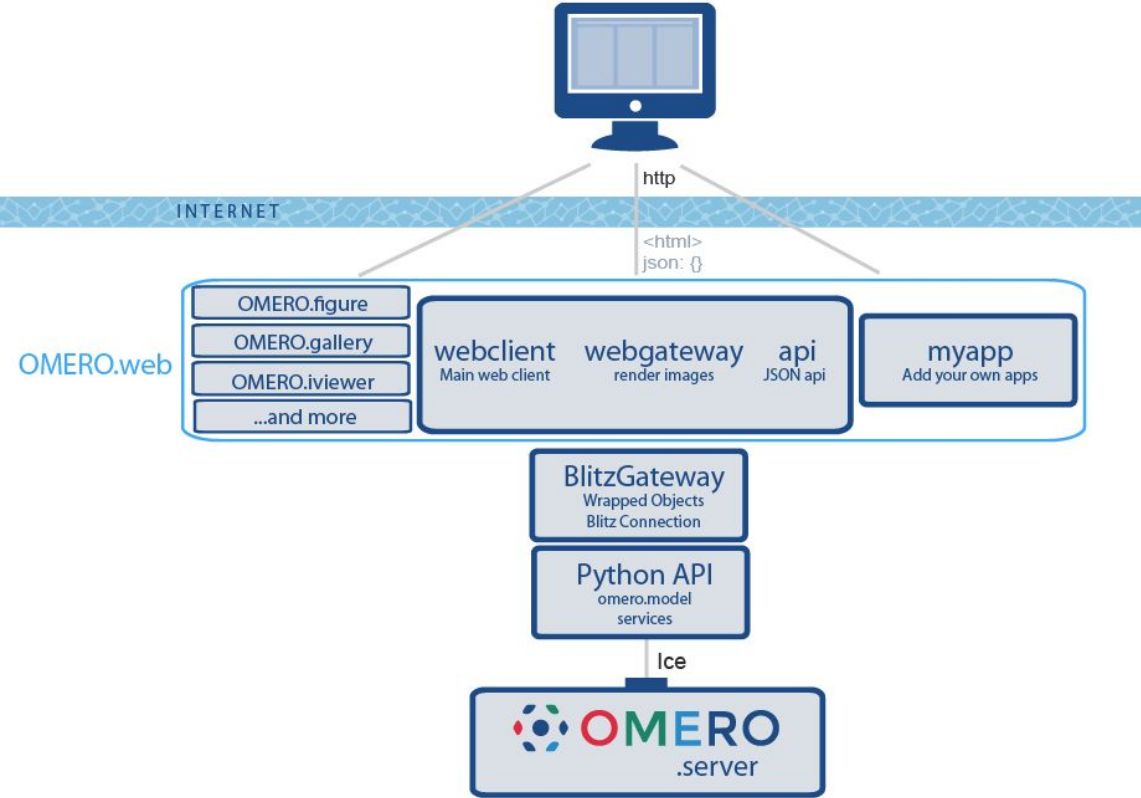 http
INTERNET
<html>
json: {}
OMERO.web
OMERO.figure
OMERO.gallery
OMERO.iviewer
...and more
webclient
Main web client
webgateway
render images
api
JSON api
myapp
Add your own apps
BlitzGateway
Wrapped Objects
Blitz Connection
Python API
omero.model
services
Ice
OMERO
.server